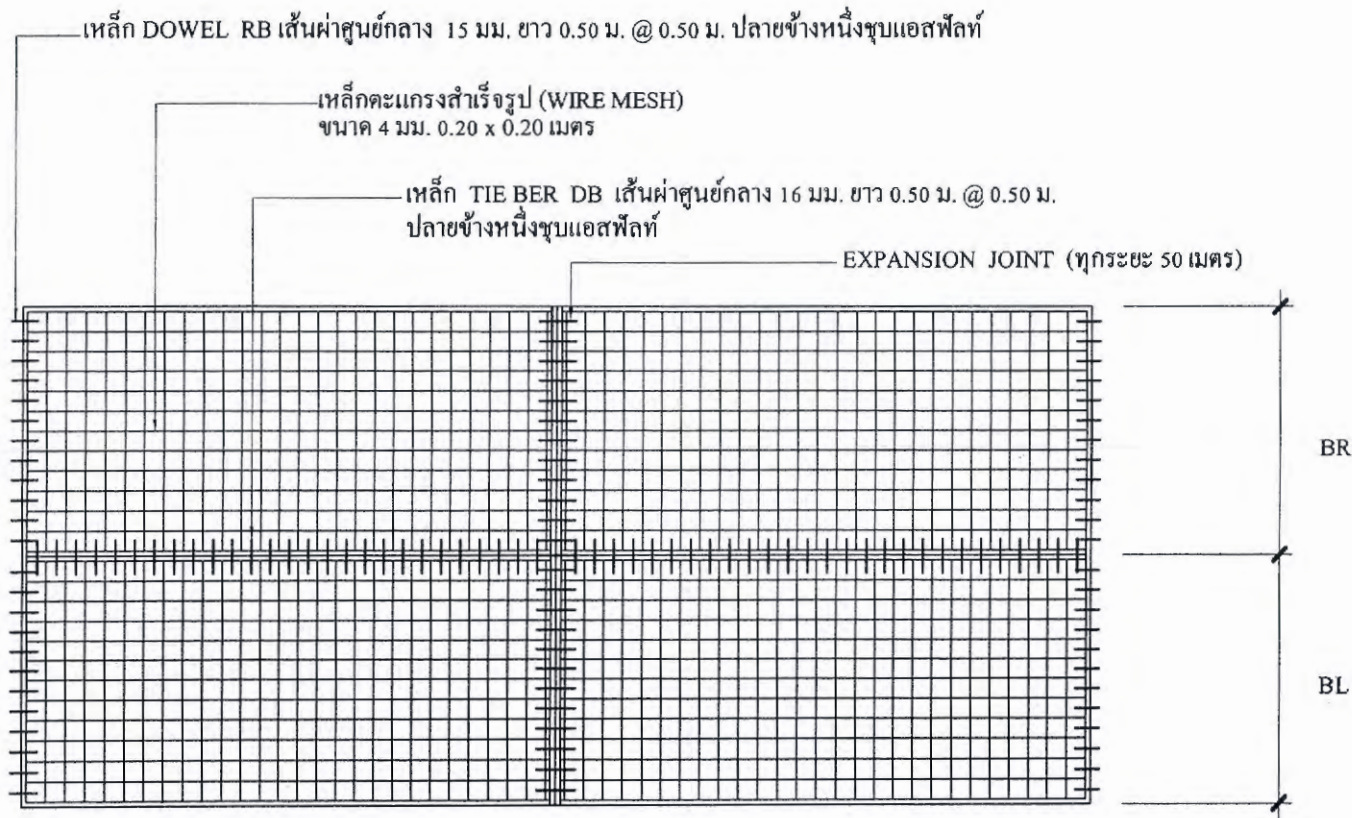 เหล็ก DOWEL RB เส้นผ่าศูนย์กลาง 15 มม. ยาว 0.50 ม. @ 0.50 ม. ปลายข้างหนึ่งชุบแอสฟัลท์
เหล็กตะแกรงสำเร็จรูป (WIRE MESH)
ขนาด 4 มม. 0.20 x 0.20 เมตร
เหล็ก TIE BER DB เส้นผ่าศูนย์กลาง 16 มม. ยาว 0.50 ม. @ 0.50 ม.
ปลายข้างหนึ่งชุบแอสฟัลท์
EXPANSION JOINT (ทุกระยะ 50 เมตร)
BR
BL